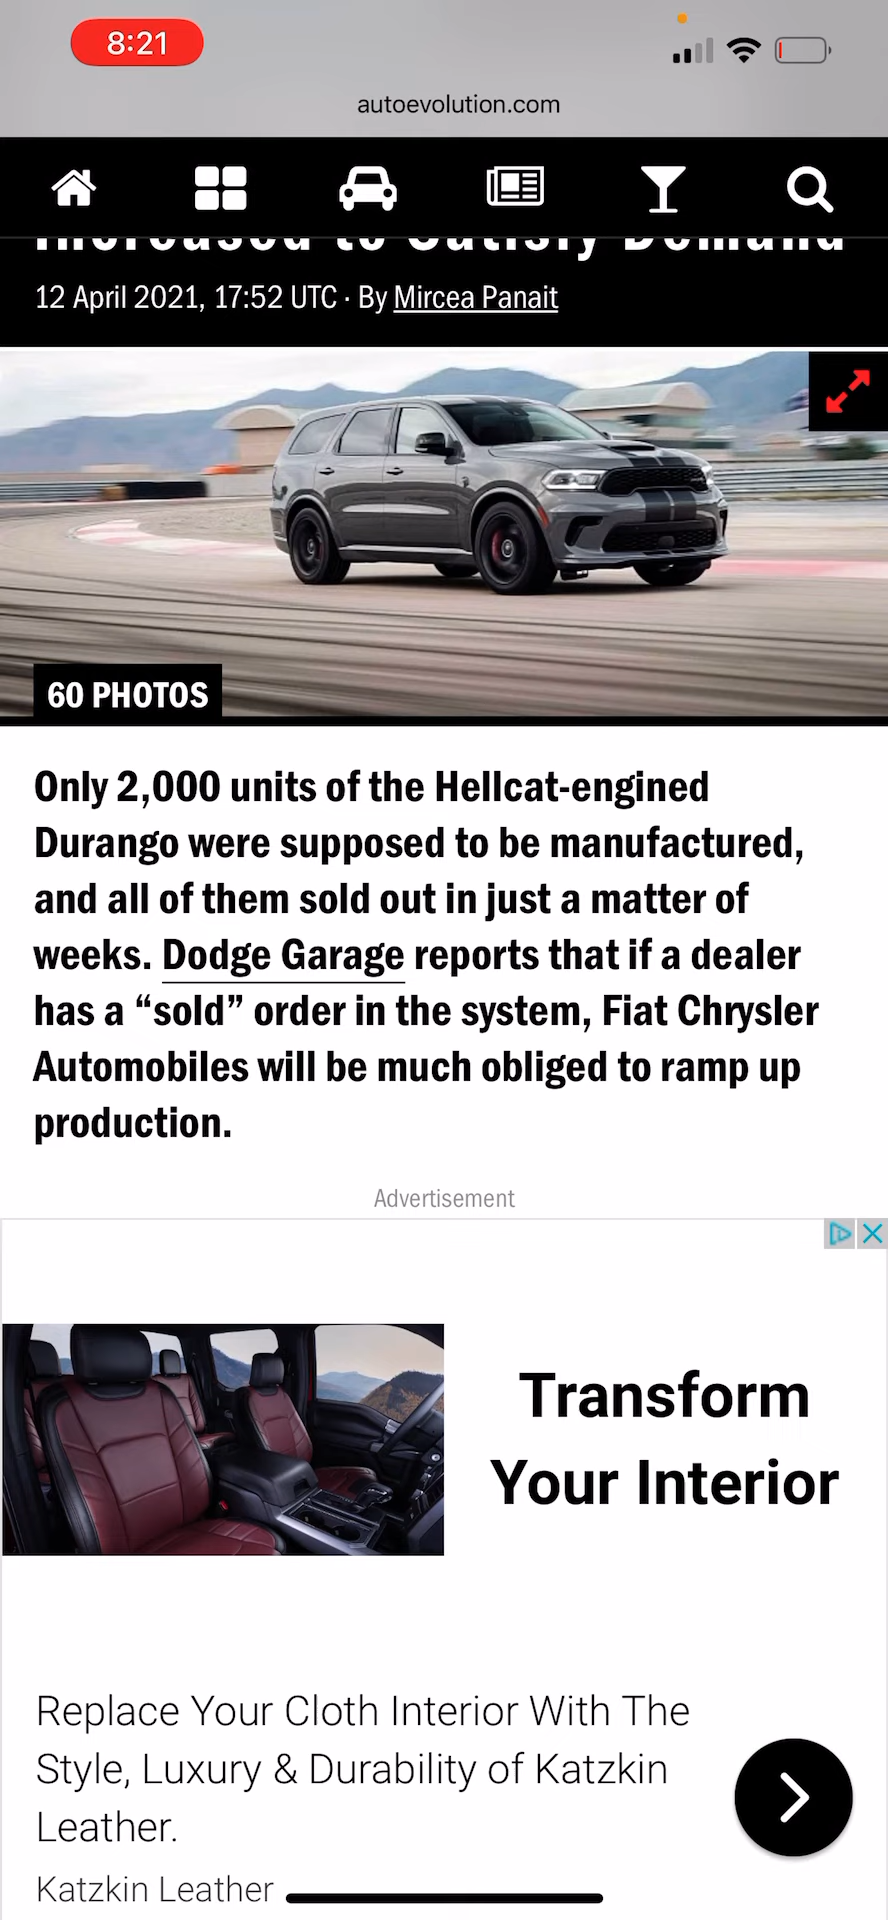 8:21
autoevolution.com
Increased to Satisfy Demand
12 April 2021, 17:52 UTC · By Mircea Panait
60 PHOTOS
Only 2,000 units of the Hellcat-engined
Durango were supposed to be manufactured,
and all of them sold out in just a matter of
weeks. Dodge Garage reports that if a dealer
has a “sold” order in the system, Fiat Chrysler
Automobiles will be much obliged to ramp up
production.
Advertisement
Transform
Your Interior
Replace Your Cloth Interior With The
Style, Luxury & Durability of Katzkin
Leather.
Katzkin Leather